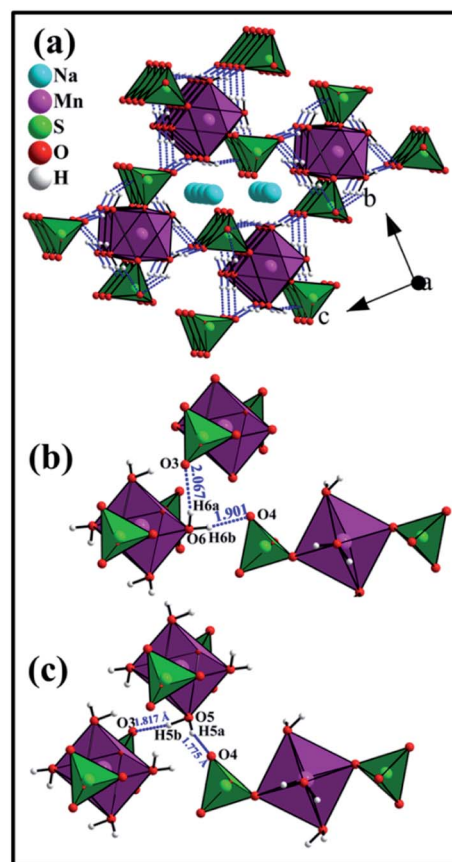 (a)
Na
Mn
S
O
H
b
a
c
(b)
O3
2.067
H6a
1.901
O4
O6 H6b
(c)
O3 1.817 Å O5
H5b H5a
1.775 Å O4